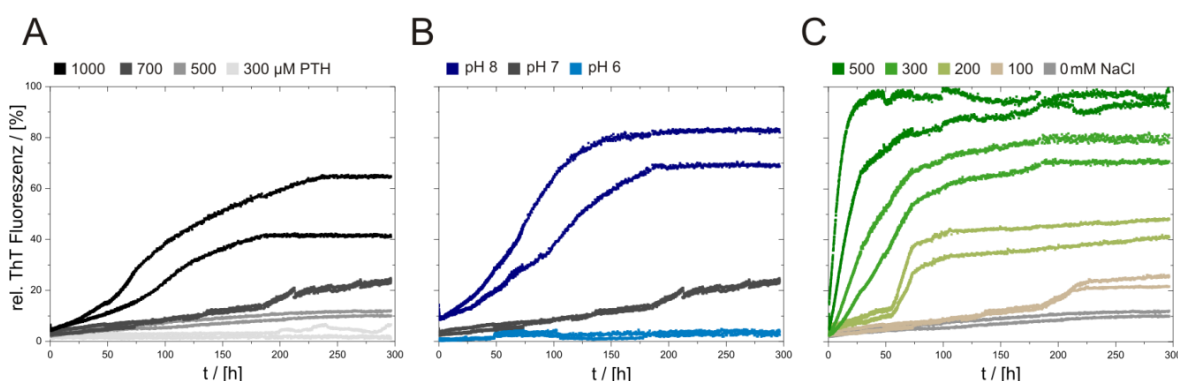 A
B
C
1000 700 500 300 µM PTH
pH 8 pH 7 pH 6
500 300 200 100 0 mM NaCl
rel. ThT Fluoreszenz / [%]
100
80
60
40
20
0
0 50 100 150 200 250 300
t / [h]
0 50 100 150 200 250 300
t / [h]
0 50 100 150 200 250 300
t / [h]